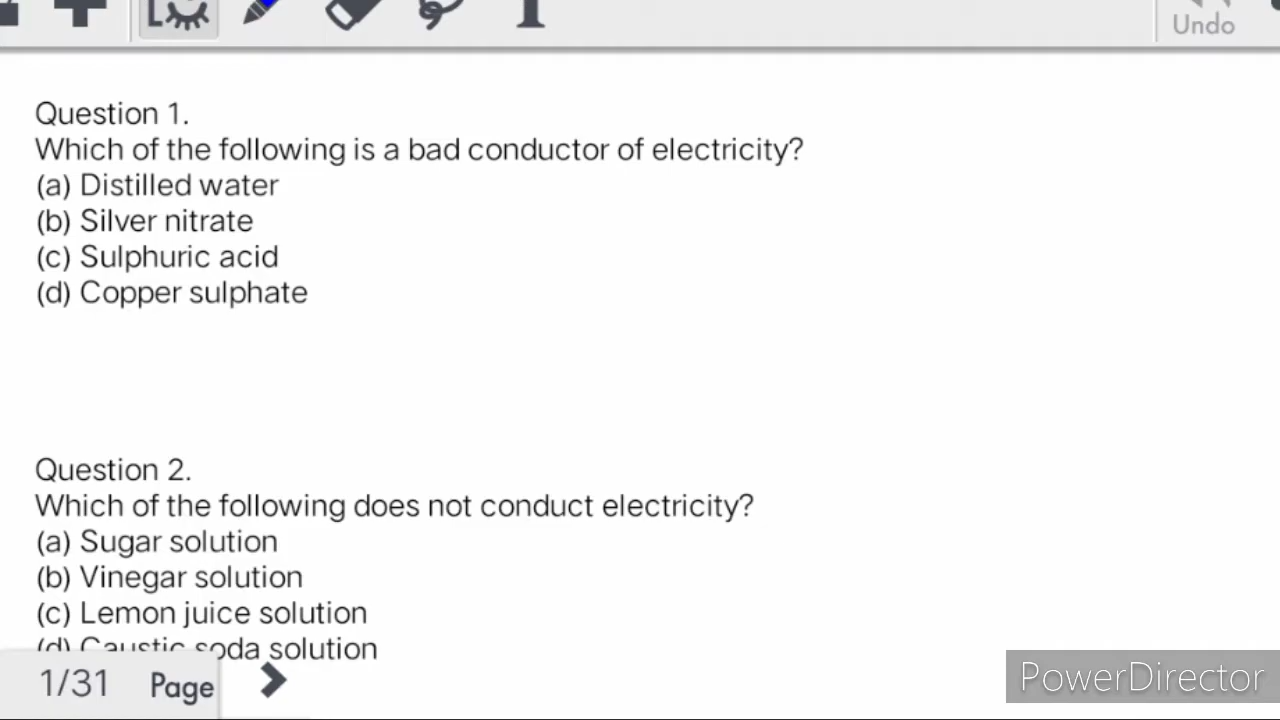 Undo
Question 1.
Which of the following is a bad conductor of electricity?
(a) Distilled water
(b) Silver nitrate
(c) Sulphuric acid
(d) Copper sulphate
Question 2.
Which of the following does not conduct electricity?
(a) Sugar solution
(b) Vinegar solution
(c) Lemon juice solution
(d) Caustic soda solution
1/31 Page
PowerDirector